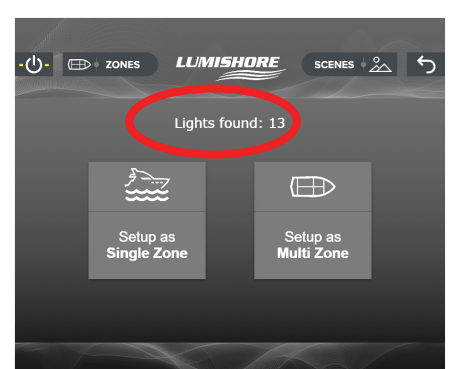 ZONES
LUMISHORE
SCENES
Lights found: 13
Setup as
Single Zone
Setup as
Multi Zone